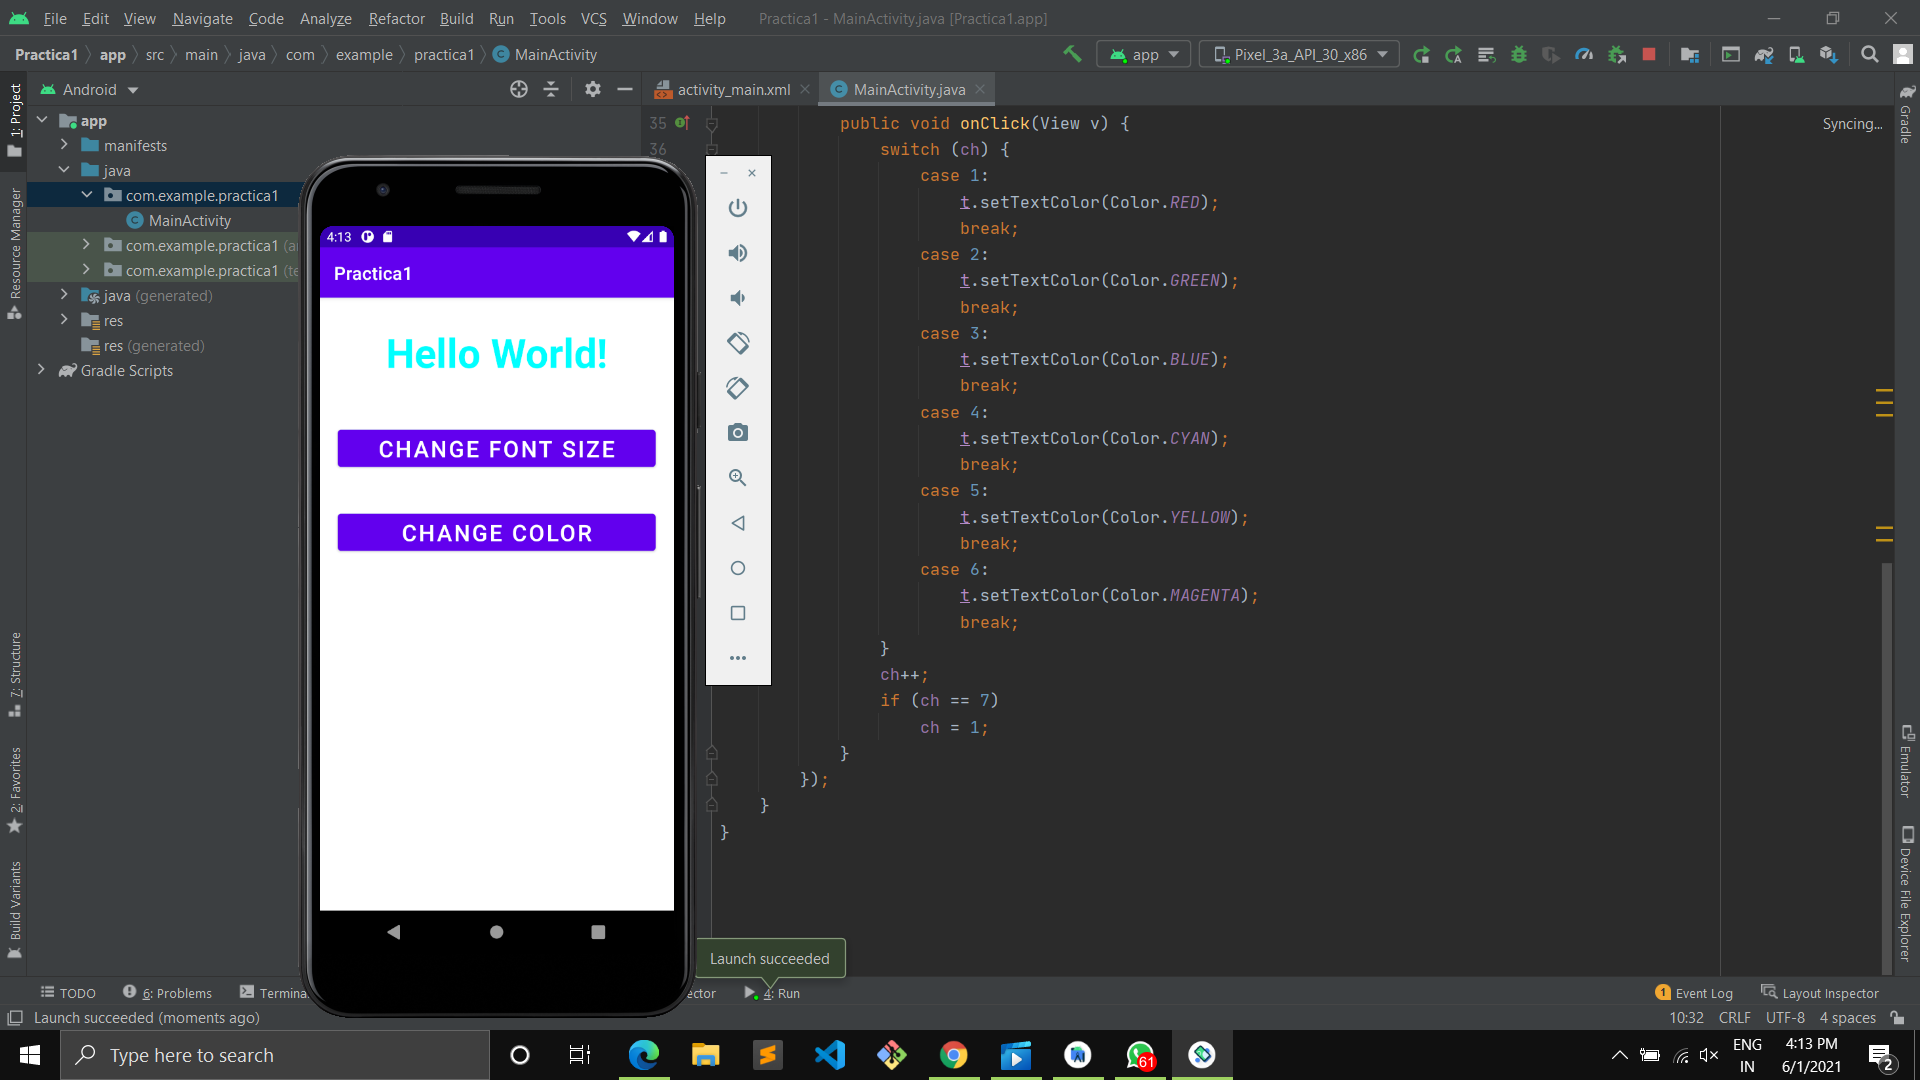 File Edit View Navigate Code Analyze Refactor Build Run Tools VCS Window Help Practica1 - MainActivity.java [Practica1.app]
Practica1 app src main java com example practica1 MainActivity app Pixel_3a_API_30_x86
Android
activity_main.xml MainActivity.java
1: Project
Resource Manager
7: Structure
2: Favorites
Build Variants
app
manifests
java
com.example.practica1
MainActivity
com.example.practica1
com.example.practica1
java (generated)
res
res (generated)
Gradle Scripts
4:13
Practica1
Hello World!
CHANGE FONT SIZE
CHANGE COLOR
35 public void onClick(View v) {
36 switch (ch) {
case 1:
t.setTextColor(Color.RED);
break;
case 2:
t.setTextColor(Color.GREEN);
break;
case 3:
t.setTextColor(Color.BLUE);
break;
case 4:
t.setTextColor(Color.CYAN);
break;
case 5:
t.setTextColor(Color.YELLOW);
break;
case 6:
t.setTextColor(Color.MAGENTA);
break;
}
ch++;
if (ch == 7)
ch = 1;
}
});
}
}
Syncing...
Gradle
Emulator
Device File Explorer
Launch succeeded
TODO 6: Problems Termina ector 4: Run 1 Event Log Layout Inspector
Launch succeeded (moments ago) 10:32 CRLF UTF-8 4 spaces
Type here to search
61
ENG
IN
4:13 PM
6/1/2021
2